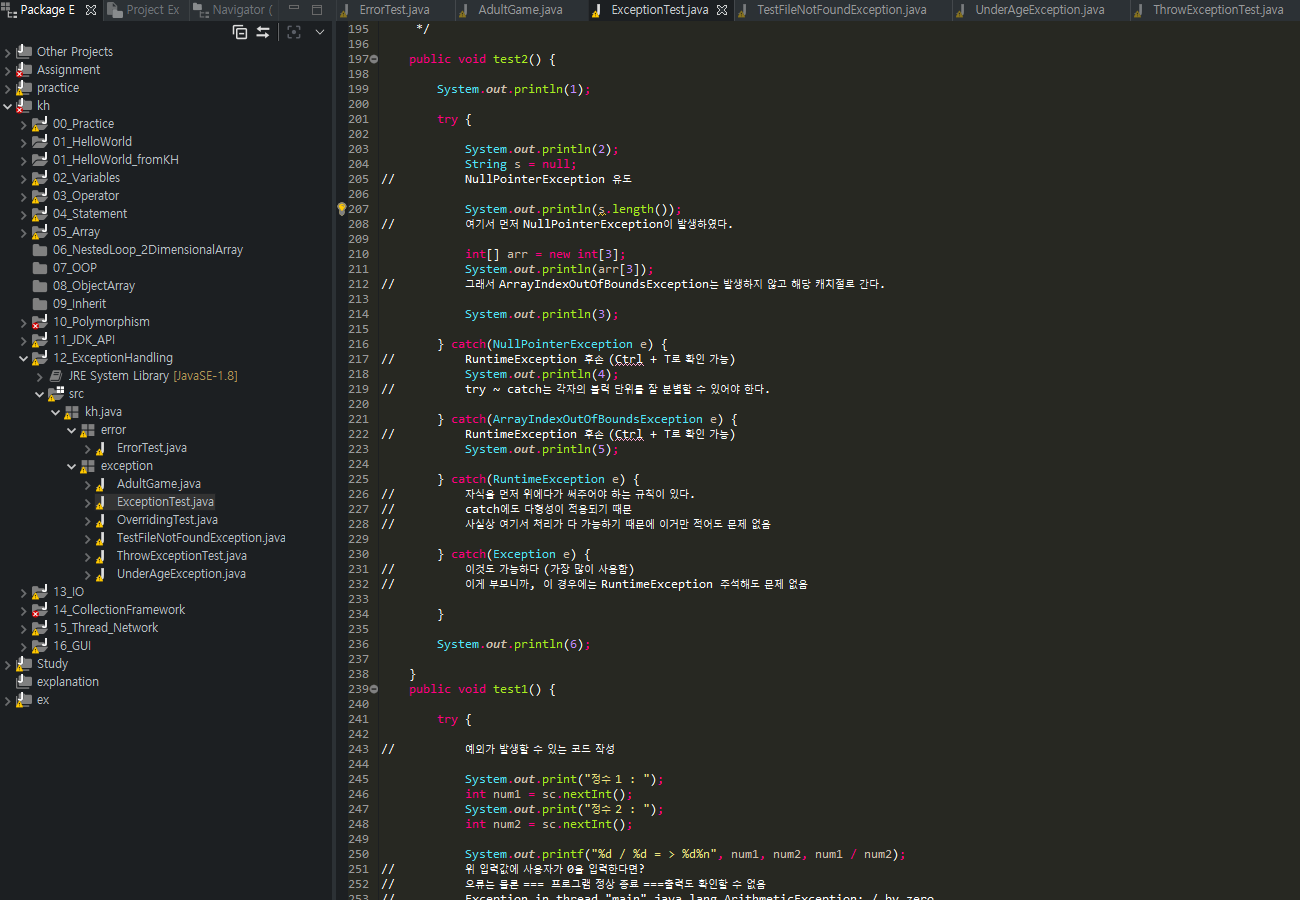 Package E
Project Ex
Navigator (
ErrorTest.java
AdultGame.java
ExceptionTest.java
TestFileNotFoundException.java
UnderAgeException.java
ThrowExceptionTest.java
Other Projects
Assignment
practice
kh
00_Practice
01_HelloWorld
01_HelloWorld_fromKH
02_Variables
03_Operator
04_Statement
05_Array
06_NestedLoop_2DimensionalArray
07_OOP
08_ObjectArray
09_Inherit
10_Polymorphism
11_JDK_API
12_ExceptionHandling
JRE System Library [JavaSE-1.8]
src
kh.java
error
ErrorTest.java
exception
AdultGame.java
ExceptionTest.java
OverridingTest.java
TestFileNotFoundException.java
ThrowExceptionTest.java
UnderAgeException.java
13_IO
14_CollectionFramework
15_Thread_Network
16_GUI
Study
explanation
ex
195 */
196
197 public void test2() {
198
199 System.out.println(1);
200
201 try {
202
203 System.out.println(2);
204 String s = null;
205 // NullPointerException 유도
206
207 System.out.println(s.length());
208 // 여기서 먼저 NullPointerException이 발생하였다.
209
210 int[] arr = new int[3];
211 System.out.println(arr[3]);
212 // 그래서 ArrayIndexOutOfBoundsException는 발생하지 않고 해당 캐치절로 간다.
213
214 System.out.println(3);
215
216 } catch(NullPointerException e) {
217 // RuntimeException 후손 (Ctrl + T로 확인 가능)
218 System.out.println(4);
219 // try ~ catch는 각자의 블럭 단위를 잘 분별할 수 있어야 한다.
220
221 } catch(ArrayIndexOutOfBoundsException e) {
222 // RuntimeException 후손 (Ctrl + T로 확인 가능)
223 System.out.println(5);
224
225 } catch(RuntimeException e) {
226 // 자식을 먼저 위에다가 써주어야 하는 규칙이 있다.
227 // catch에도 다형성이 적용되기 때문
228 // 사실상 여기서 처리가 다 가능하기 때문에 이거만 적어도 문제 없음
229
230 } catch(Exception e) {
231 // 이것도 가능하다 (가장 많이 사용함)
232 // 이게 부모니까, 이 경우에는 RuntimeException 주석해도 문제 없음
233
234 }
235
236 System.out.println(6);
237
238 }
239 public void test1() {
240
241 try {
242
243 // 예외가 발생할 수 있는 코드 작성
244
245 System.out.print("정수 1 : ");
246 int num1 = sc.nextInt();
247 System.out.print("정수 2 : ");
248 int num2 = sc.nextInt();
249
250 System.out.printf("%d / %d = > %d%n", num1, num2, num1 / num2);
251 // 위 입력값에 사용자가 0을 입력한다면?
252 // 오류는 물론 === 프로그램 정상 종료 ===출력도 확인할 수 없음
253 // Exception in thread "main" java.lang.ArithmeticException: / by zero